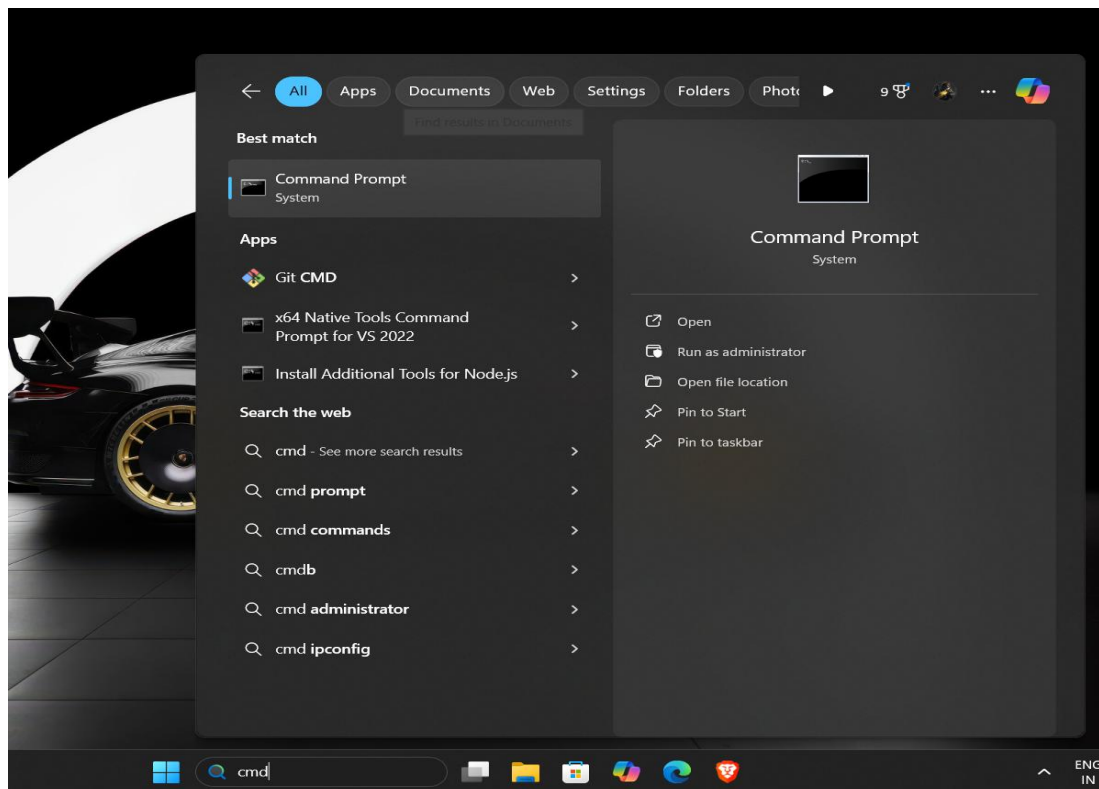 All Apps Documents Web Settings Folders Phot 9
Find results in Documents
Best match
Command Prompt
System
Apps
Git CMD
x64 Native Tools Command
Prompt for VS 2022
Install Additional Tools for Node.js
Search the web
cmd - See more search results
cmd prompt
cmd commands
cmdb
cmd administrator
cmd ipconfig
Command Prompt
System
Open
Run as administrator
Open file location
Pin to Start
Pin to taskbar
cmd
ENG
IN